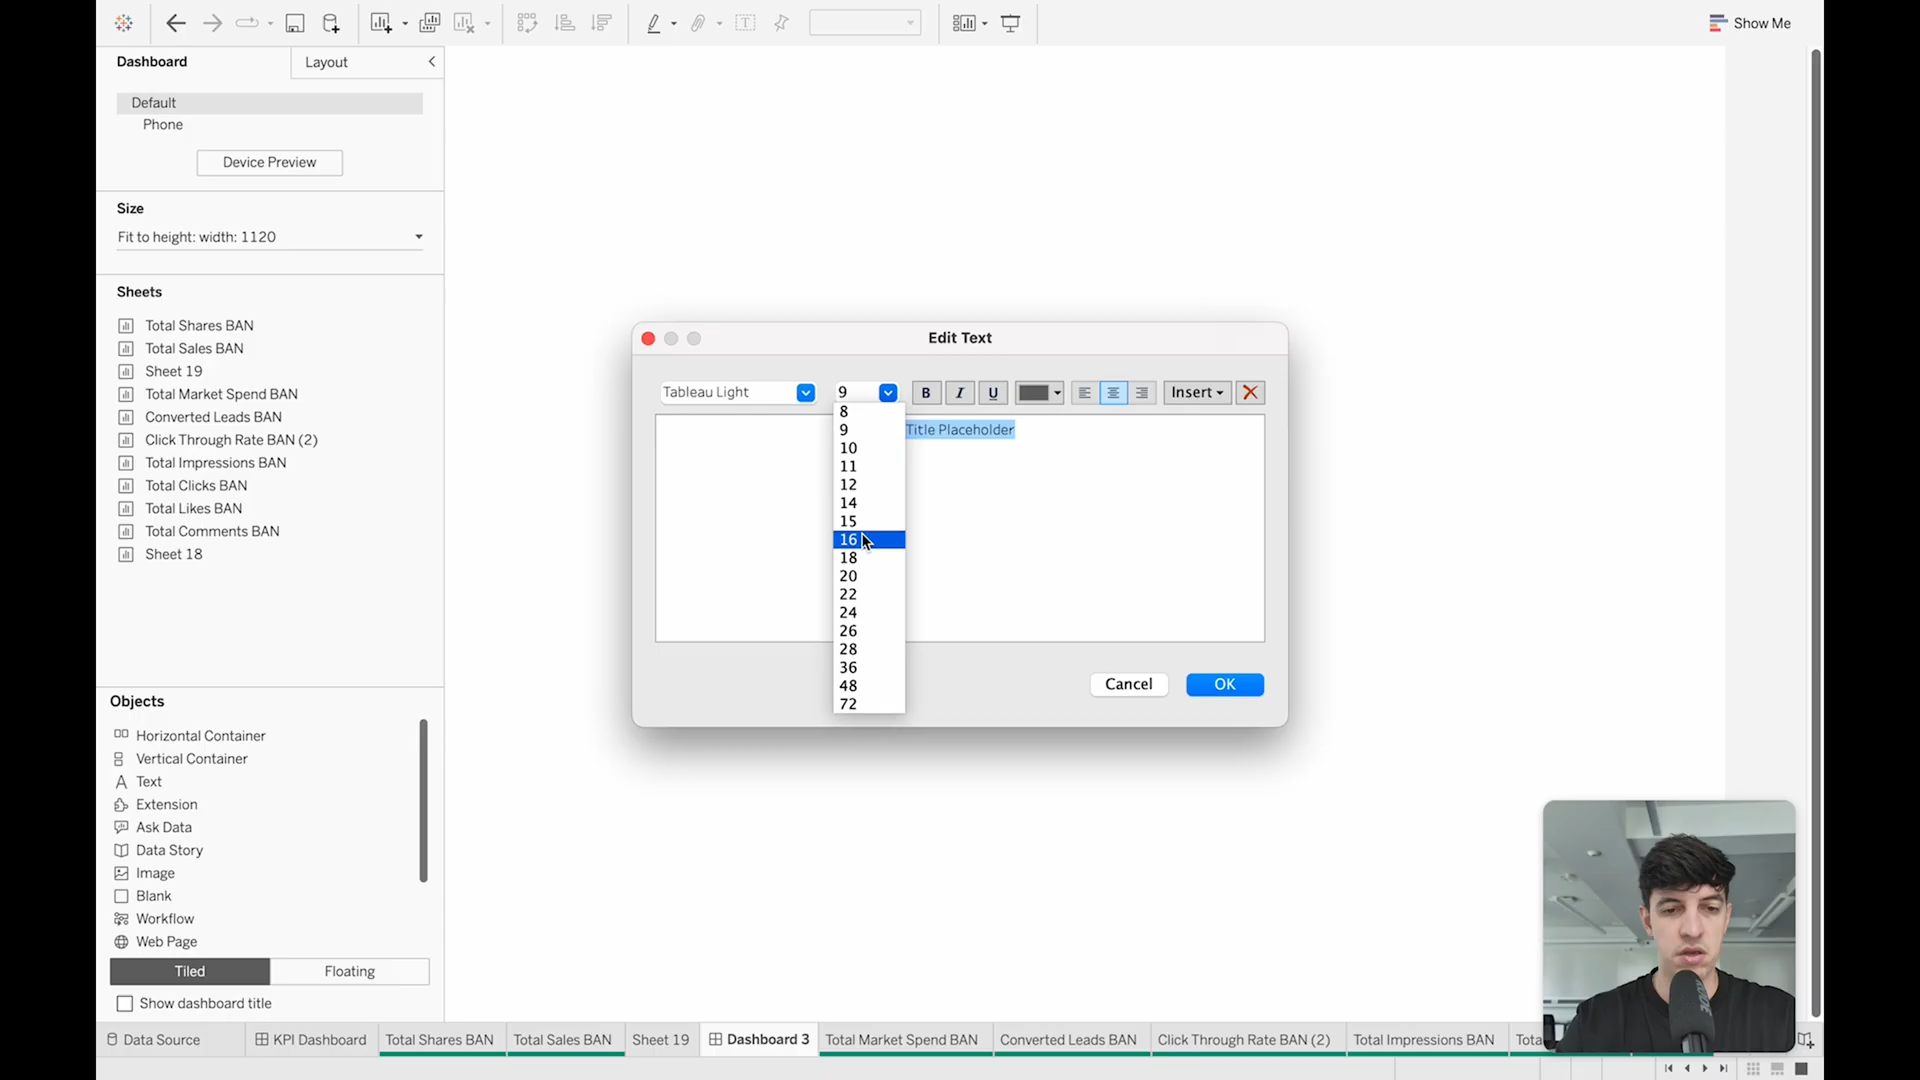 Show Me
Dashboard
Layout
Default
Phone
Device Preview
Size
Fit to height: width: 1120
Sheets
Total Shares BAN
Total Sales BAN
Sheet 19
Total Market Spend BAN
Converted Leads BAN
Click Through Rate BAN (2)
Total Impressions BAN
Total Clicks BAN
Total Likes BAN
Total Comments BAN
Sheet 18
Objects
Horizontal Container
Vertical Container
Text
Extension
Ask Data
Data Story
Image
Blank
Workflow
Web Page
Tiled
Floating
Show dashboard title
Edit Text
Tableau Light
9
B
I
U
Insert
Title Placeholder
8
9
10
11
12
14
15
16
18
20
22
24
26
28
36
48
72
Cancel
OK
Data Source
KPI Dashboard
Total Shares BAN
Total Sales BAN
Sheet 19
Dashboard 3
Total Market Spend BAN
Converted Leads BAN
Click Through Rate BAN (2)
Total Impressions BAN